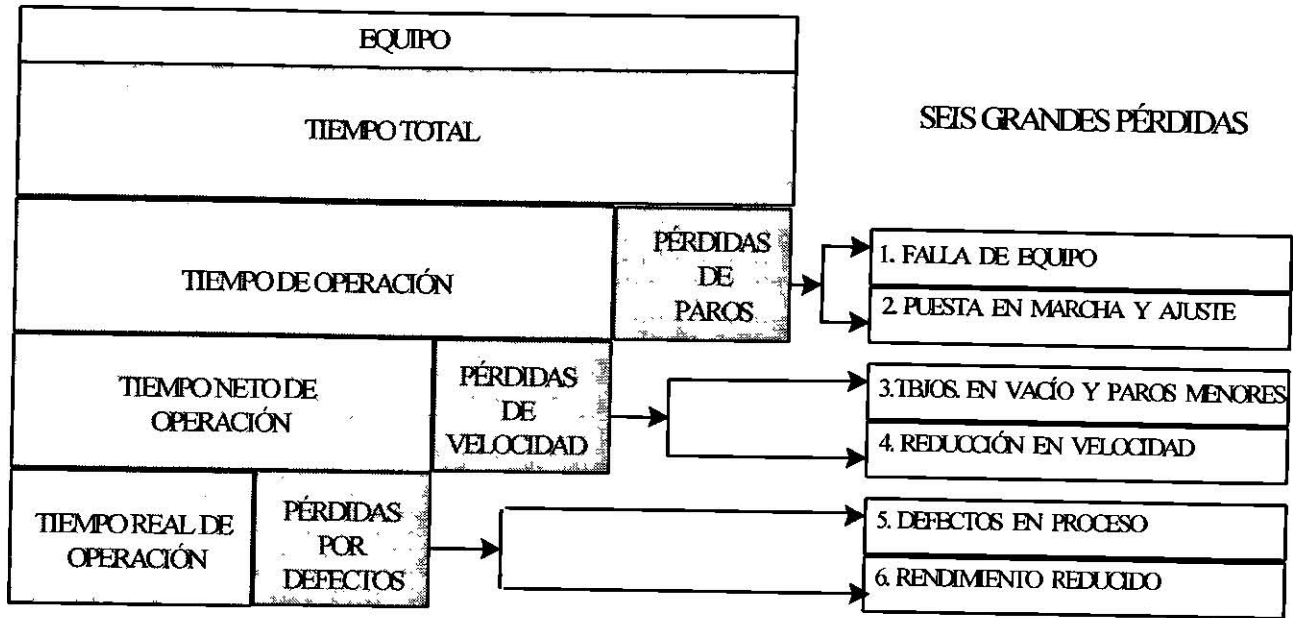 EQUIPO
TIEMPO TOTAL
SEIS GRANDES PÉRDIDAS
TIEMPO DE OPERACIÓN
PÉRDIDAS
DE
PAROS
1. FALLA DE EQUIPO
2. PUESTA EN MARCHA Y AJUSTE
TIEMPO NETO DE
OPERACIÓN
PÉRDIDAS
DE
VELOCIDAD
3. TBJOS. EN VACÍO Y PAROS MENORES
4. REDUCCIÓN EN VELOCIDAD
TIEMPO REAL DE
OPERACIÓN
PÉRDIDAS
POR
DEFECTOS
5. DEFECTOS EN PROCESO
6. RENDIMIENTO REDUCIDO